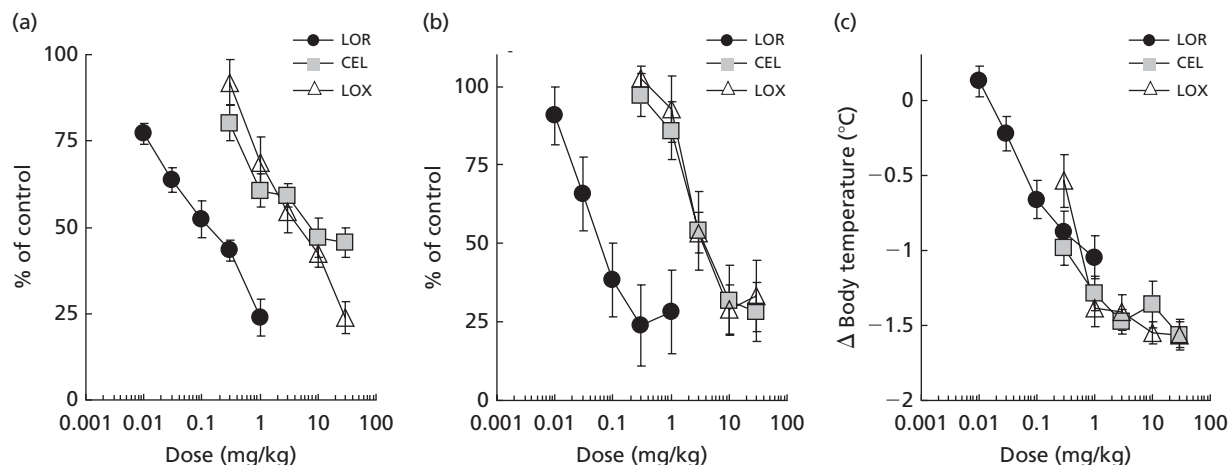 (a)
LOR
CEL
LOX
100
75
50
25
0
% of control
0.001 0.01 0.1 1 10 100
Dose (mg/kg)
(b)
LOR
CEL
LOX
100
75
50
25
0
% of control
0.001 0.01 0.1 1 10 100
Dose (mg/kg)
(c)
LOR
CEL
LOX
0
−0.5
−1
−1.5
−2
Δ Body temperature (°C)
0.001 0.01 0.1 1 10 100
Dose (mg/kg)